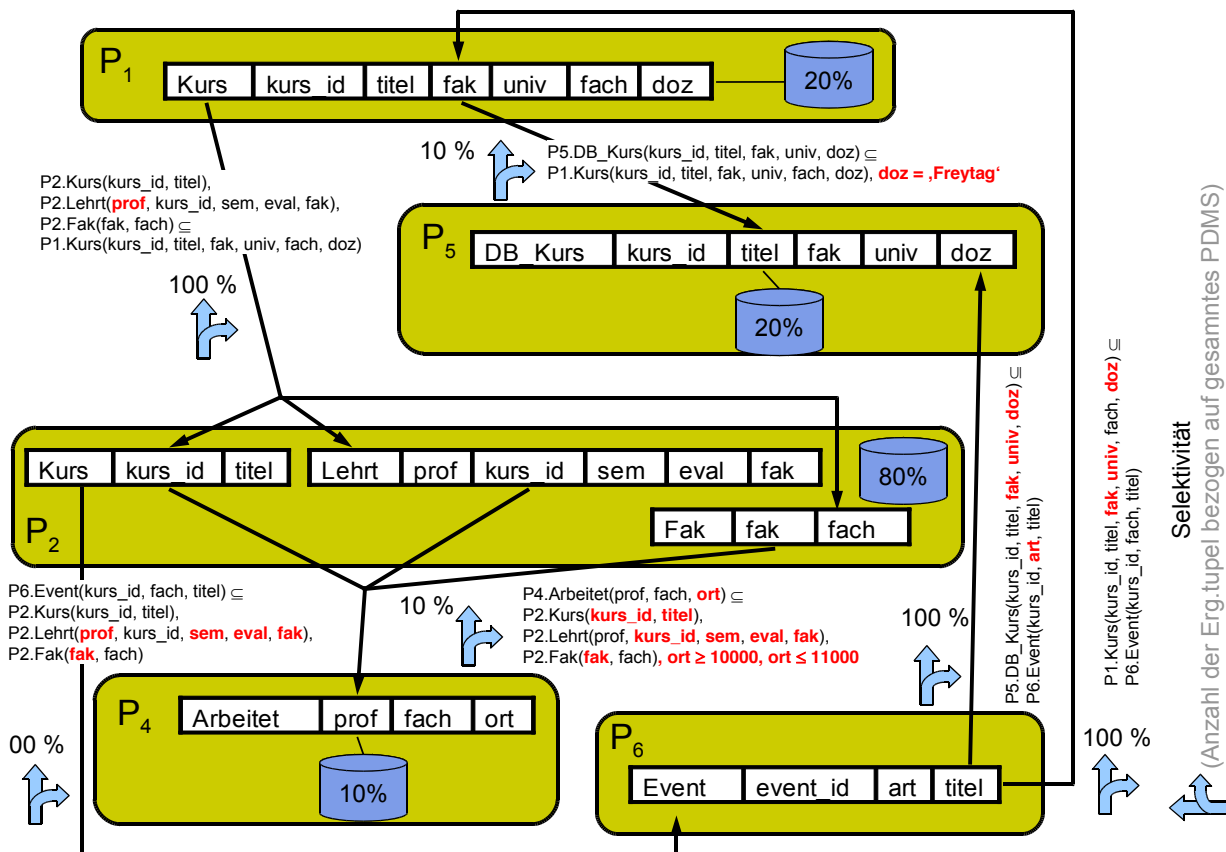 P1
Kurs kurs_id titel fak univ fach doz
20%
10 %
P5.DB_Kurs(kurs_id, titel, fak, univ, doz) ⊆
P1.Kurs(kurs_id, titel, fak, univ, fach, doz), doz = ‚Freytag‘
P2.Kurs(kurs_id, titel),
P2.Lehrt(prof, kurs_id, sem, eval, fak),
P2.Fak(fak, fach) ⊆
P1.Kurs(kurs_id, titel, fak, univ, fach, doz)
100 %
P5
DB_Kurs kurs_id titel fak univ doz
20%
P2
Kurs kurs_id titel
Lehrt prof kurs_id sem eval fak
80%
Fak fak fach
P6.Event(kurs_id, fach, titel) ⊆
P2.Kurs(kurs_id, titel),
P2.Lehrt(prof, kurs_id, sem, eval, fak),
P2.Fak(fak, fach)
00 %
10 %
P4.Arbeitet(prof, fach, ort) ⊆
P2.Kurs(kurs_id, titel),
P2.Lehrt(prof, kurs_id, sem, eval, fak),
P2.Fak(fak, fach), ort ≥ 10000, ort ≤ 11000
P4
Arbeitet prof fach ort
10%
100 %
P5.DB_Kurs(kurs_id, titel, fak, univ, doz) ⊆
P6.Event(kurs_id, art, titel)
P6
Event event_id art titel
100 %
P1.Kurs(kurs_id, titel, fak, univ, fach, doz) ⊆
P6.Event(kurs_id, fach, titel)
Selektivität
(Anzahl der Erg.tupel bezogen auf gesamntes PDMS)